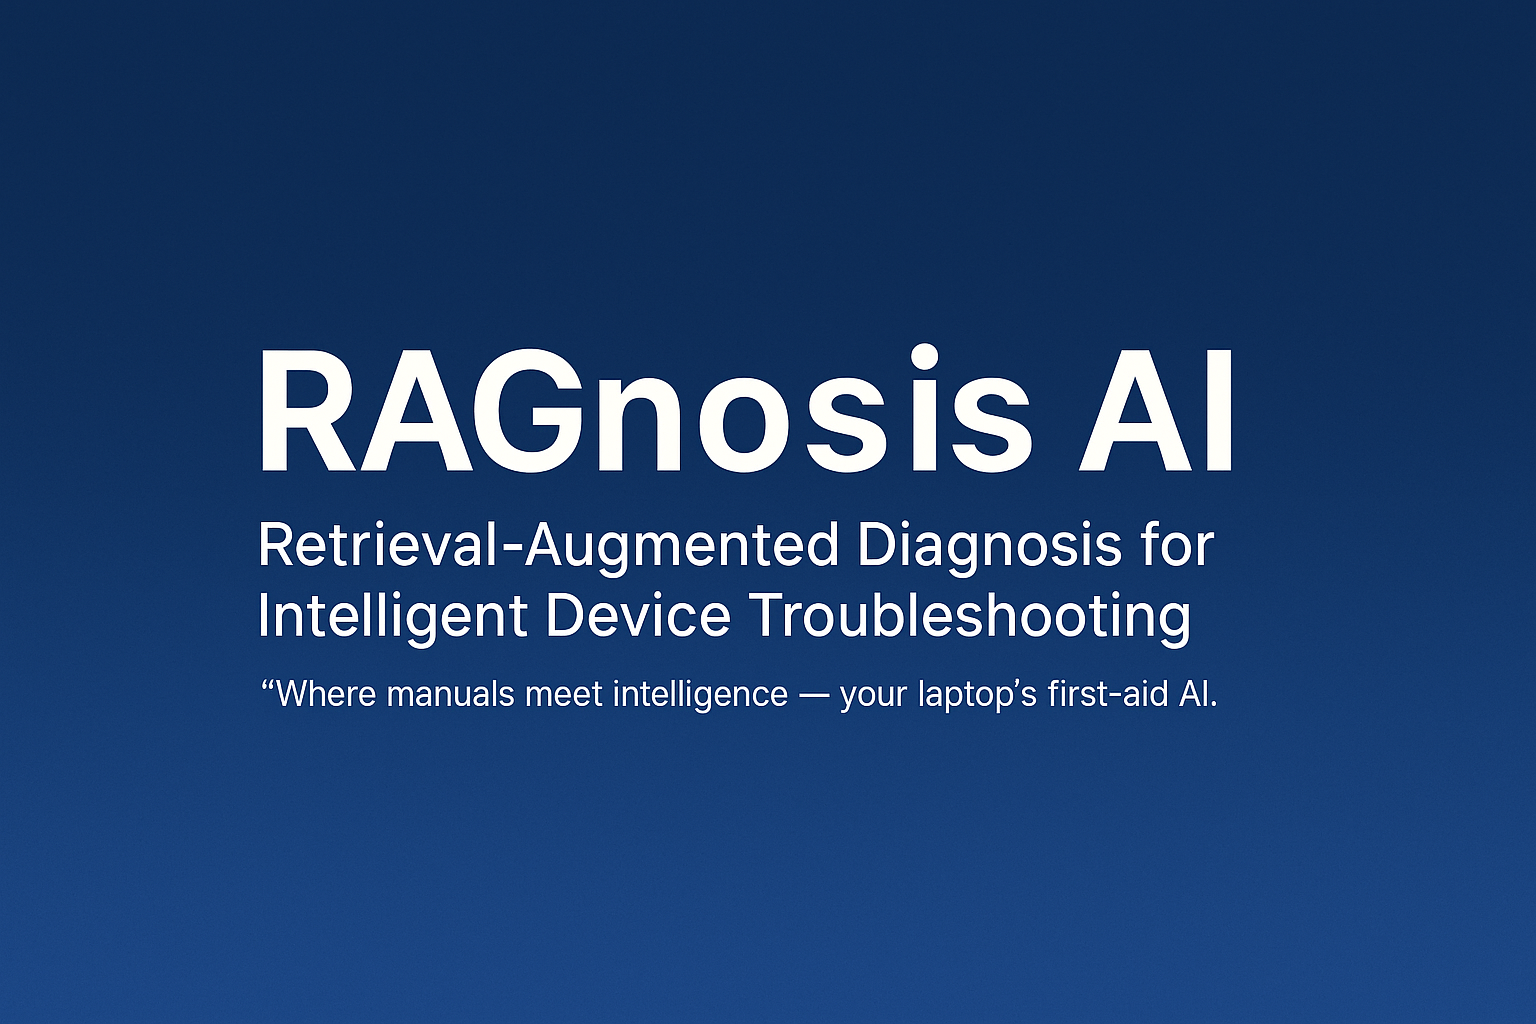 RAGnosis AI
Retrieval-Augmented Diagnosis for
Intelligent Device Troubleshooting
“Where manuals meet intelligence — your laptop’s first-aid AI.